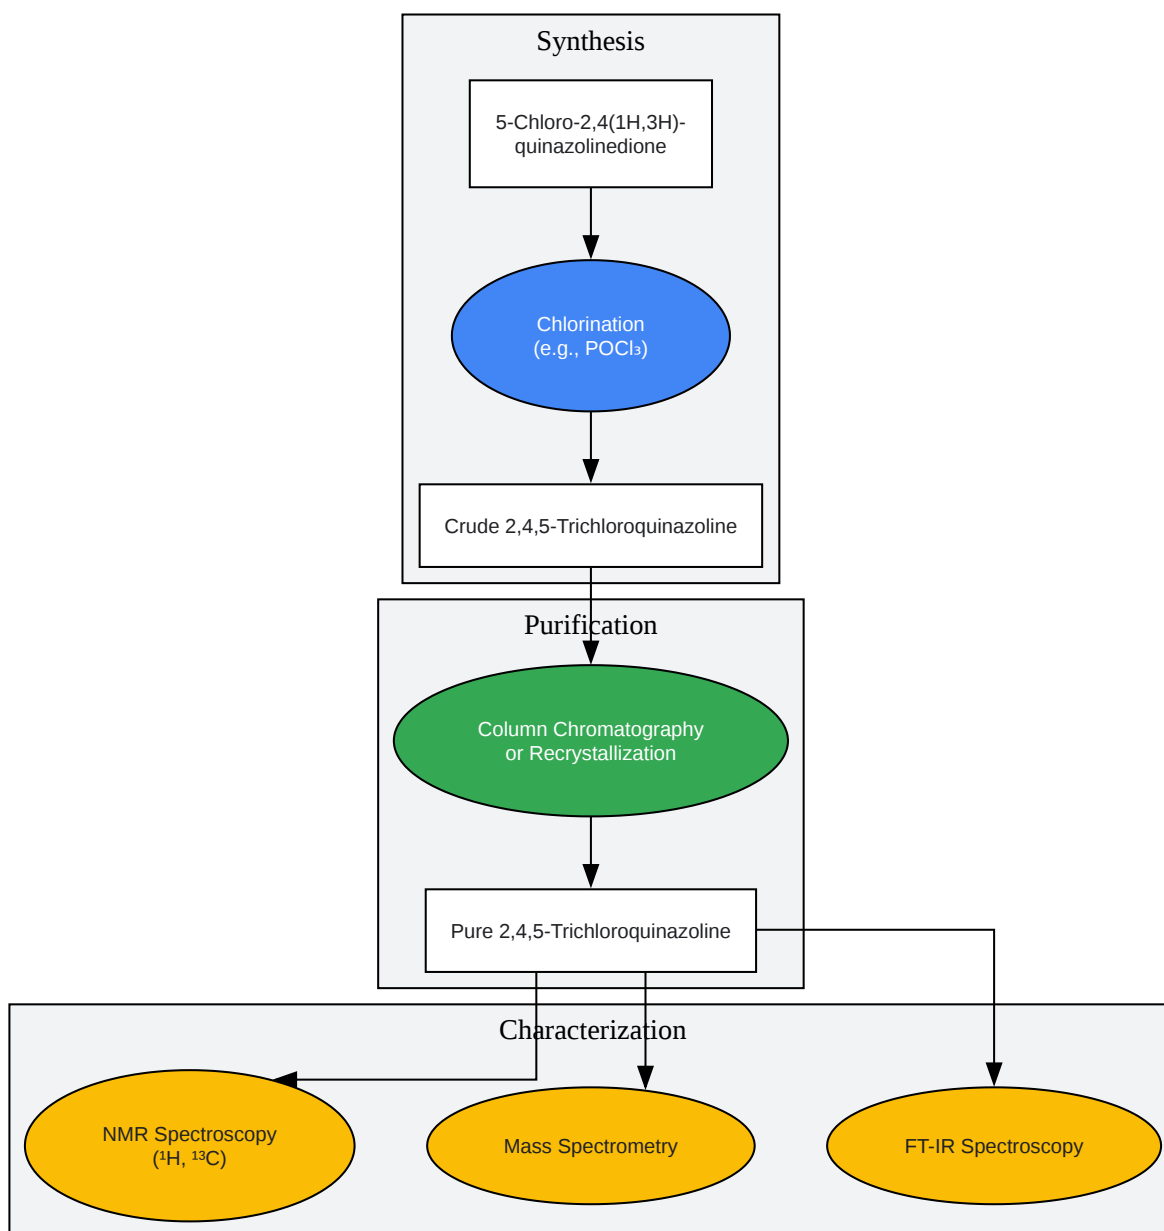 Synthesis
5-Chloro-2,4(1H,3H)-
quinazolinedione
Chlorination
(e.g., POCl₃)
Crude 2,4,5-Trichloroquinazoline
Purification
Column Chromatography
or Recrystallization
Pure 2,4,5-Trichloroquinazoline
Characterization
NMR Spectroscopy
(¹H, ¹³C)
Mass Spectrometry
FT-IR Spectroscopy